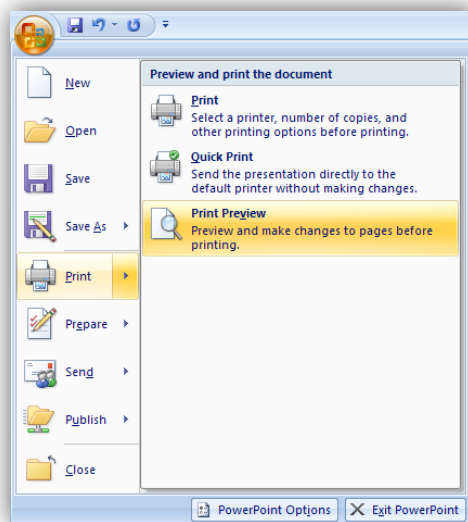 New
Open
Save
Save As
Print
Prepare
Send
Publish
Close
Preview and print the document
Print
Select a printer, number of copies, and
other printing options before printing.
Quick Print
Send the presentation directly to the
default printer without making changes.
Print Preview
Preview and make changes to pages before
printing.
PowerPoint Options
Exit PowerPoint